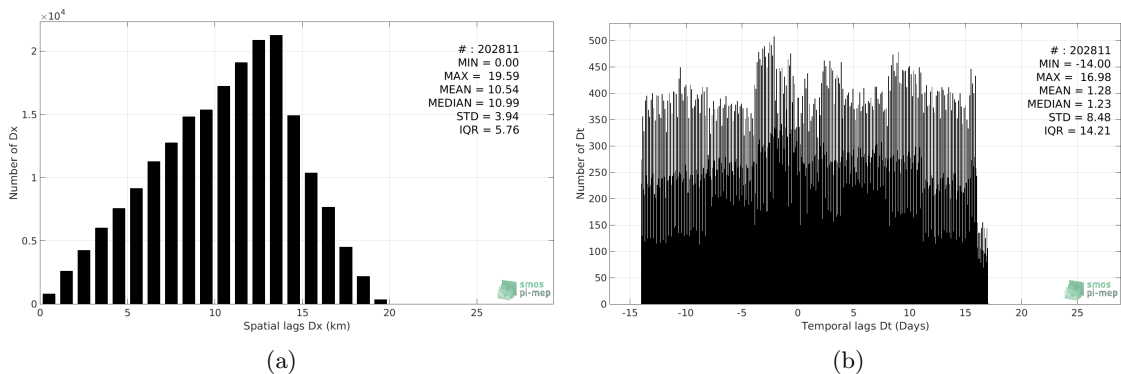 ×10⁴
2
1.5
1
0.5
0
Number of Dx
0 5 10 15 20 25
Spatial lags Dx (km)
# : 202811
MIN = 0.00
MAX = 19.59
MEAN = 10.54
MEDIAN = 10.99
STD = 3.94
IQR = 5.76
smos
pi-mep
(a)
500
450
400
350
300
250
200
150
100
50
0
Number of Dt
-15 -10 -5 0 5 10 15 20 25
Temporal lags Dt (Days)
# : 202811
MIN = -14.00
MAX = 16.98
MEAN = 1.28
MEDIAN = 1.23
STD = 8.48
IQR = 14.21
smos
pi-mep
(b)